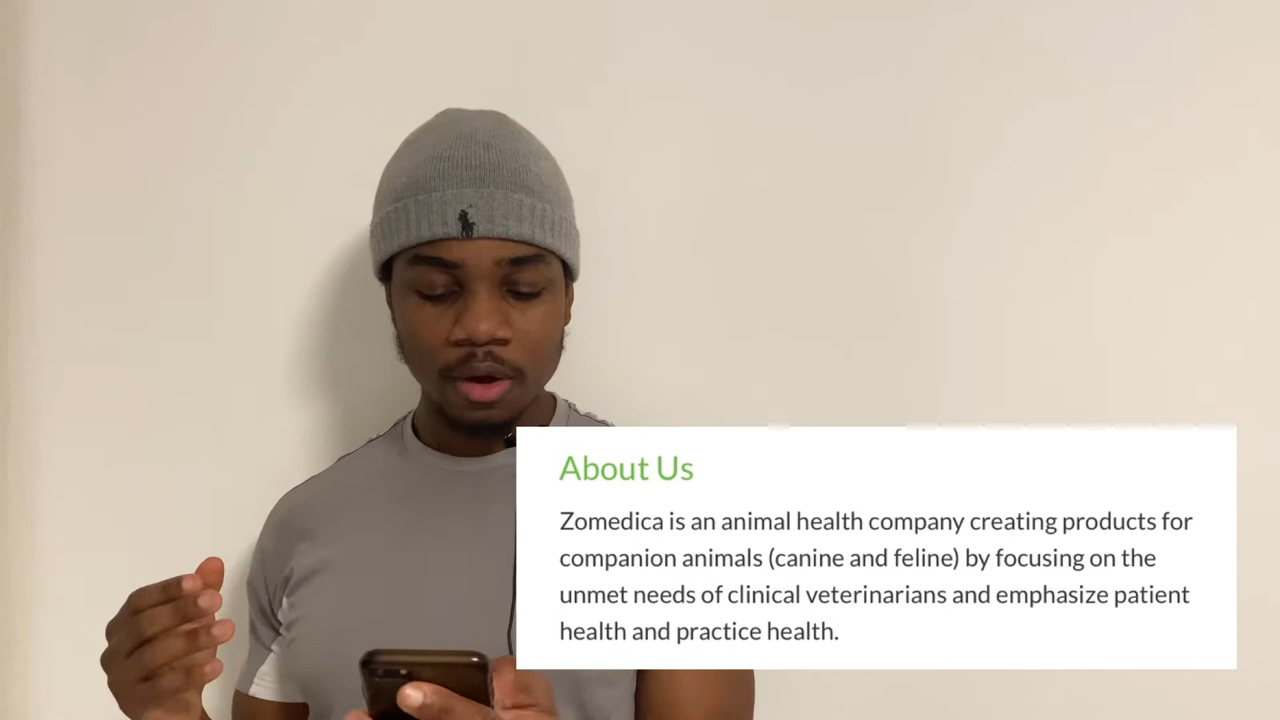 About Us
Zomedica is an animal health company creating products for
companion animals (canine and feline) by focusing on the
unmet needs of clinical veterinarians and emphasize patient
health and practice health.